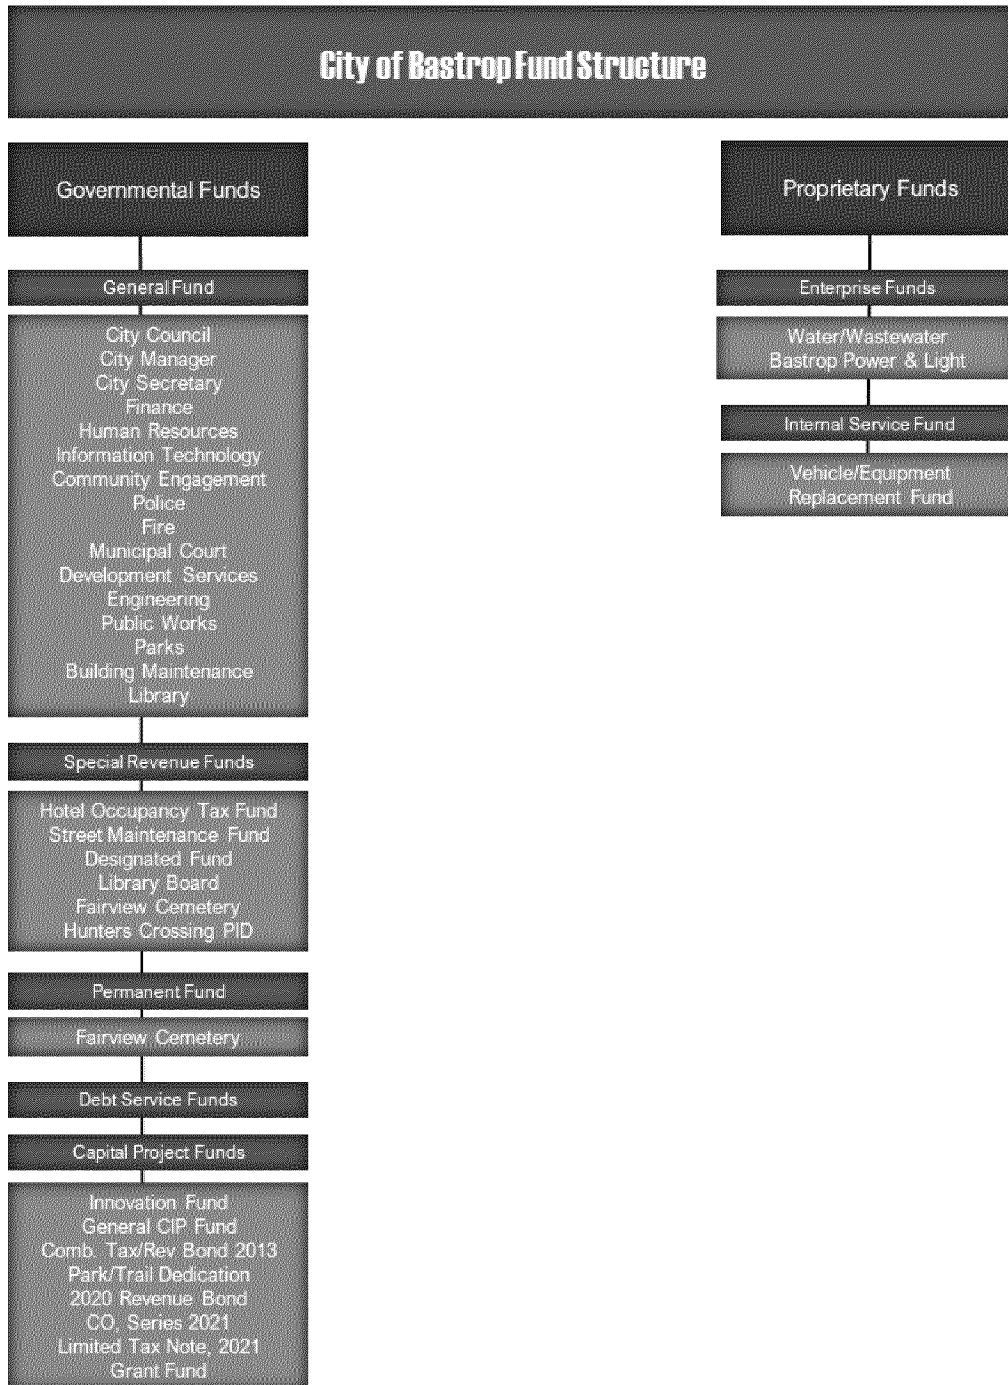 City of Bastrop Fund Structure
Governmental Funds
General Fund
City Council
City Manager
City Secretary
Finance
Human Resources
Information Technology
Community Engagement
Police
Fire
Municipal Court
Development Services
Engineering
Public Works
Parks
Building Maintenance
Library
Special Revenue Funds
Hotel Occupancy Tax Fund
Street Maintenance Fund
Designated Fund
Library Board
Fairview Cemetery
Hunters Crossing PID
Permanent Fund
Fairview Cemetery
Debt Service Funds
Capital Project Funds
Innovation Fund
General CIP Fund
Comb. Tax/Rev Bond 2013
Park/Trail Dedication
2020 Revenue Bond
CO, Series 2021
Limited Tax Note, 2021
Grant Fund
Proprietary Funds
Enterprise Funds
Water/Wastewater
Bastrop Power & Light
Internal Service Fund
Vehicle/Equipment
Replacement Fund